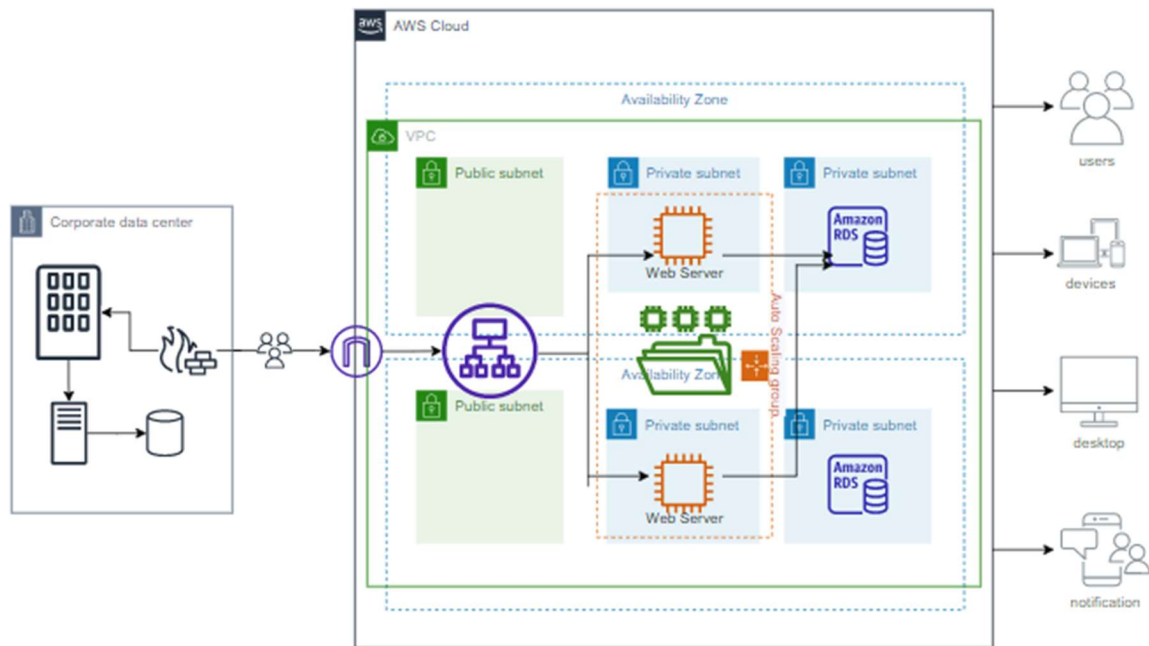 aws
AWS Cloud
Availability Zone
VPC
Public subnet
Private subnet
Private subnet
Amazon
RDS
Web Server
Corporate data center
Auto Scaling group
Availability Zone
Public subnet
Private subnet
Private subnet
Amazon
RDS
Web Server
users
devices
desktop
notification